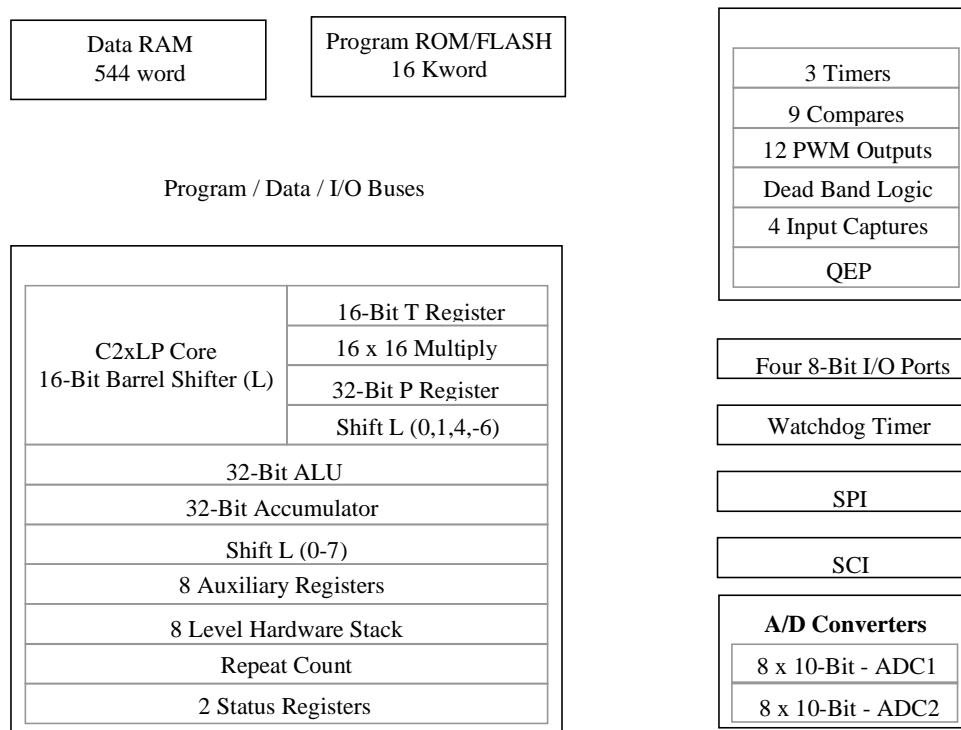 Data RAM
544 word
Program ROM/FLASH
16 Kword
Program / Data / I/O Buses
C2xLP Core
16-Bit Barrel Shifter (L)
16-Bit T Register
16 x 16 Multiply
32-Bit P Register
Shift L (0,1,4,-6)
32-Bit ALU
32-Bit Accumulator
Shift L (0-7)
8 Auxiliary Registers
8 Level Hardware Stack
Repeat Count
2 Status Registers
3 Timers
9 Compares
12 PWM Outputs
Dead Band Logic
4 Input Captures
QEP
Four 8-Bit I/O Ports
Watchdog Timer
SPI
SCI
A/D Converters
8 x 10-Bit - ADC1
8 x 10-Bit - ADC2